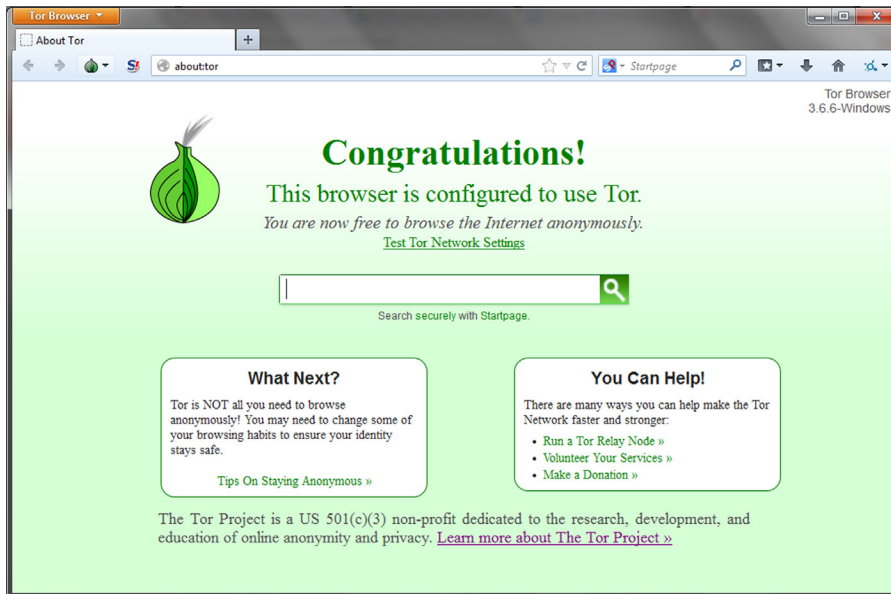 Tor Browser
About Tor
about:tor
Startpage
Tor Browser
3.6.6-Windows
Congratulations!
This browser is configured to use Tor.
You are now free to browse the Internet anonymously.
Test Tor Network Settings
Search securely with Startpage.
What Next?
Tor is NOT all you need to browse
anonymously! You may need to change some of
your browsing habits to ensure your identity
stays safe.
Tips On Staying Anonymous »
You Can Help!
There are many ways you can help make the Tor
Network faster and stronger:
• Run a Tor Relay Node »
• Volunteer Your Services »
• Make a Donation »
The Tor Project is a US 501(c)(3) non-profit dedicated to the research, development, and
education of online anonymity and privacy. Learn more about The Tor Project »